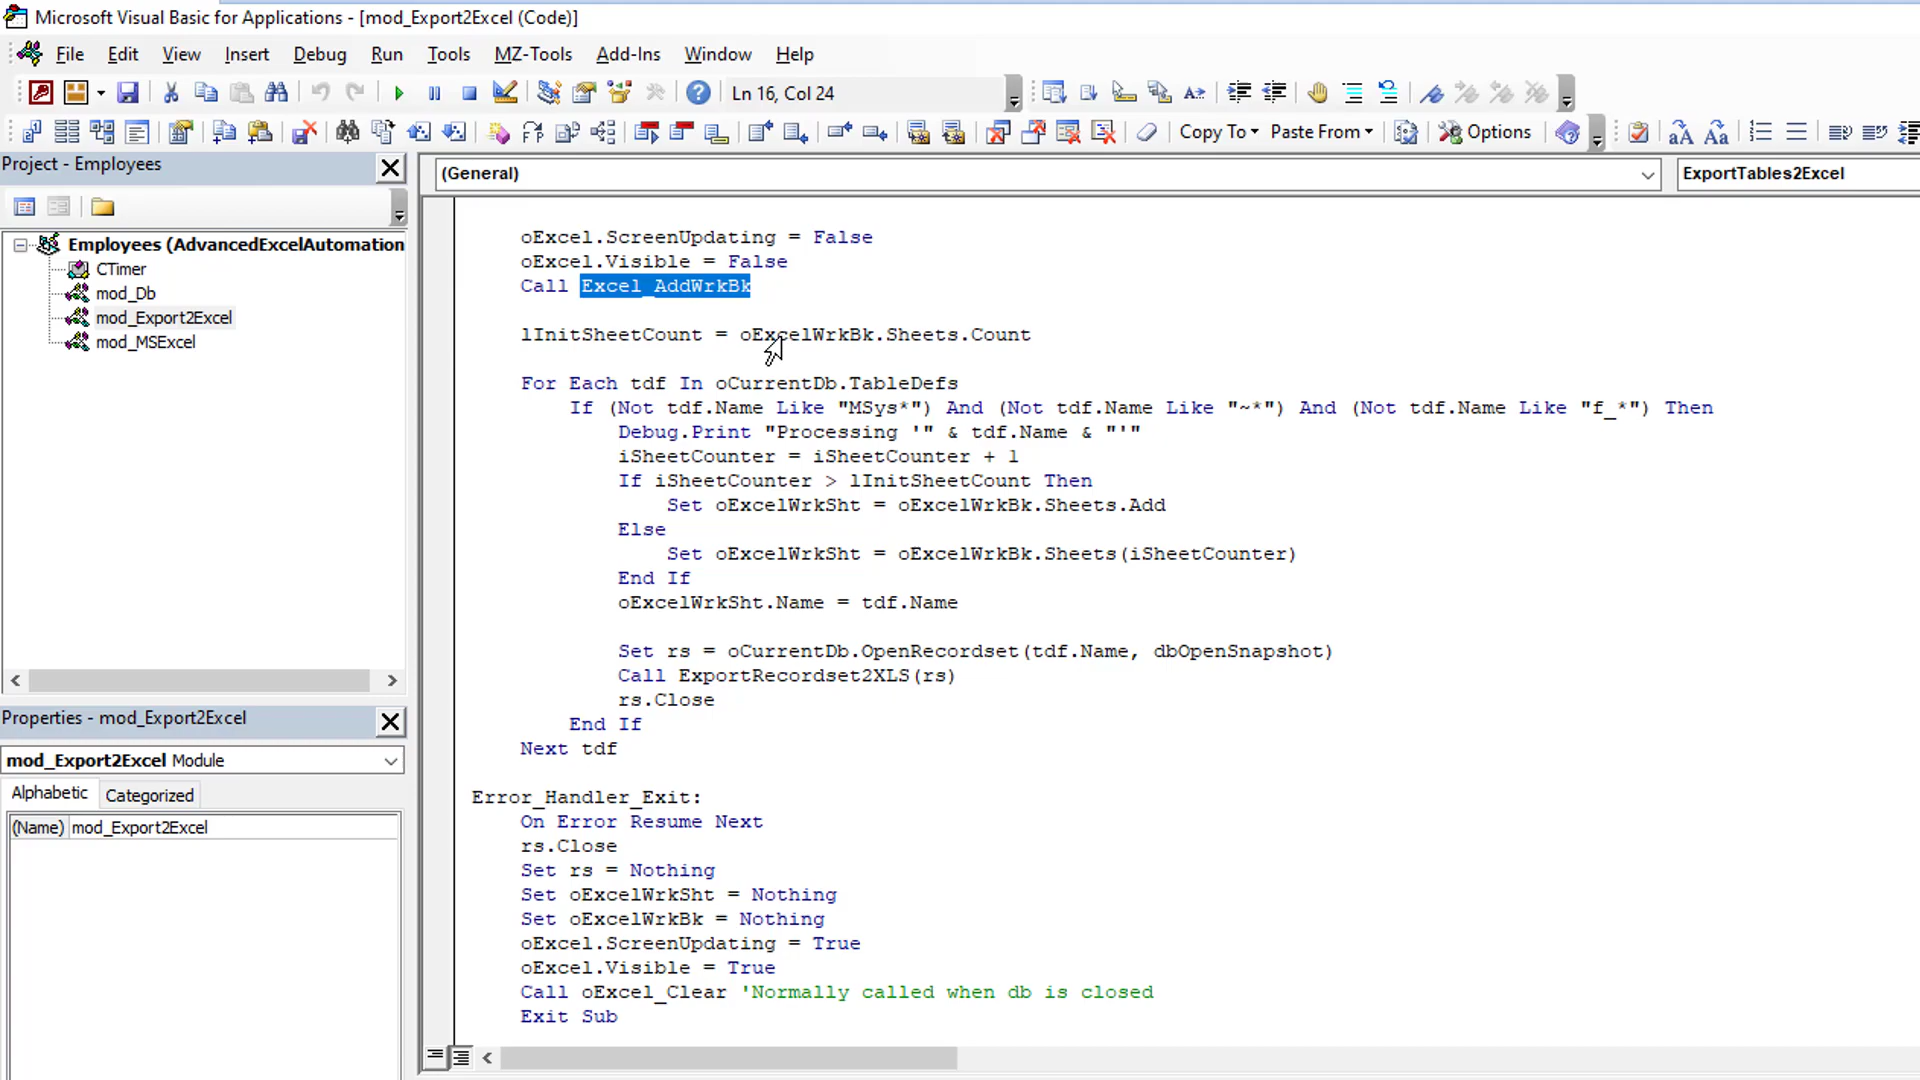 Microsoft Visual Basic for Applications - [mod_Export2Excel (Code)]
File Edit View Insert Debug Run Tools MZ-Tools Add-Ins Window Help
Ln 16, Col 24
Copy To Paste From Options
Project - Employees
Employees (AdvancedExcelAutomation
CTimer
mod_Db
mod_Export2Excel
mod_MSExcel
Properties - mod_Export2Excel
mod_Export2Excel Module
Alphabetic Categorized
(Name) mod_Export2Excel
(General) ExportTables2Excel
oExcel.ScreenUpdating = False
oExcel.Visible = False
Call Excel_AddWrkBk
lInitSheetCount = oExcelWrkBk.Sheets.Count
For Each tdf In oCurrentDb.TableDefs
If (Not tdf.Name Like "MSys*") And (Not tdf.Name Like "~*") And (Not tdf.Name Like "f_*") Then
Debug.Print "Processing '" & tdf.Name & "'"
iSheetCounter = iSheetCounter + 1
If iSheetCounter > lInitSheetCount Then
Set oExcelWrkSht = oExcelWrkBk.Sheets.Add
Else
Set oExcelWrkSht = oExcelWrkBk.Sheets(iSheetCounter)
End If
oExcelWrkSht.Name = tdf.Name
Set rs = oCurrentDb.OpenRecordset(tdf.Name, dbOpenSnapshot)
Call ExportRecordset2XLS(rs)
rs.Close
End If
Next tdf
Error_Handler_Exit:
On Error Resume Next
rs.Close
Set rs = Nothing
Set oExcelWrkSht = Nothing
Set oExcelWrkBk = Nothing
oExcel.ScreenUpdating = True
oExcel.Visible = True
Call oExcel_Clear 'Normally called when db is closed
Exit Sub